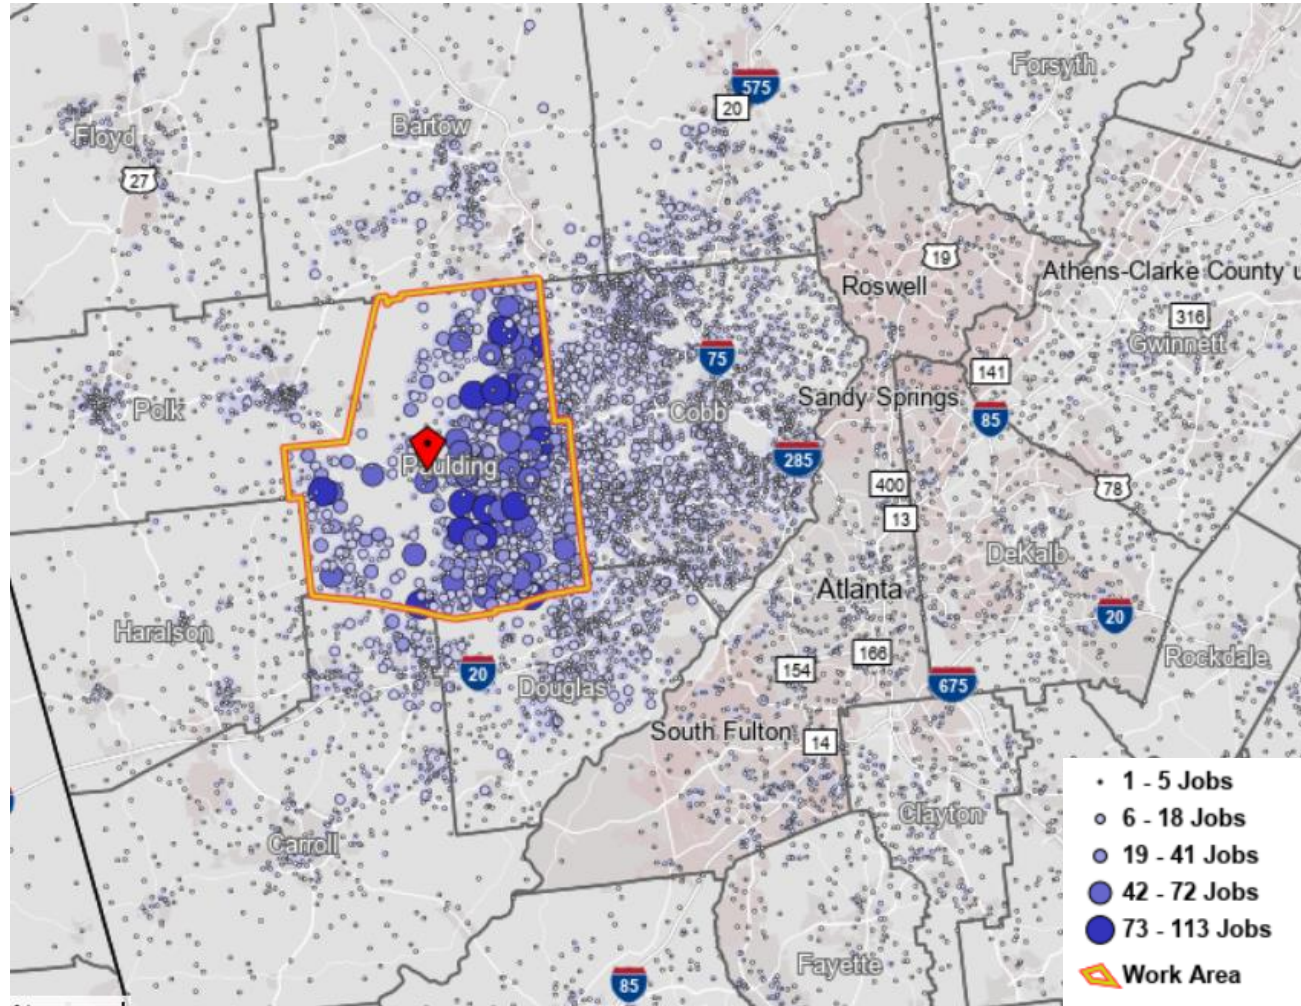 575
20
Forsyth
Floyd
Bartow
27
19
Roswell
Athens-Clarke County u
316
Gwinnett
75
141
Polk
Cobb
Sandy Springs
85
Paulding
285
400
78
13
DeKalb
Atlanta
20
Haralson
166
Rockdale
20
154
675
Douglas
South Fulton
14
Clayton
Carroll
Fayette
85
1 - 5 Jobs
6 - 18 Jobs
19 - 41 Jobs
42 - 72 Jobs
73 - 113 Jobs
Work Area